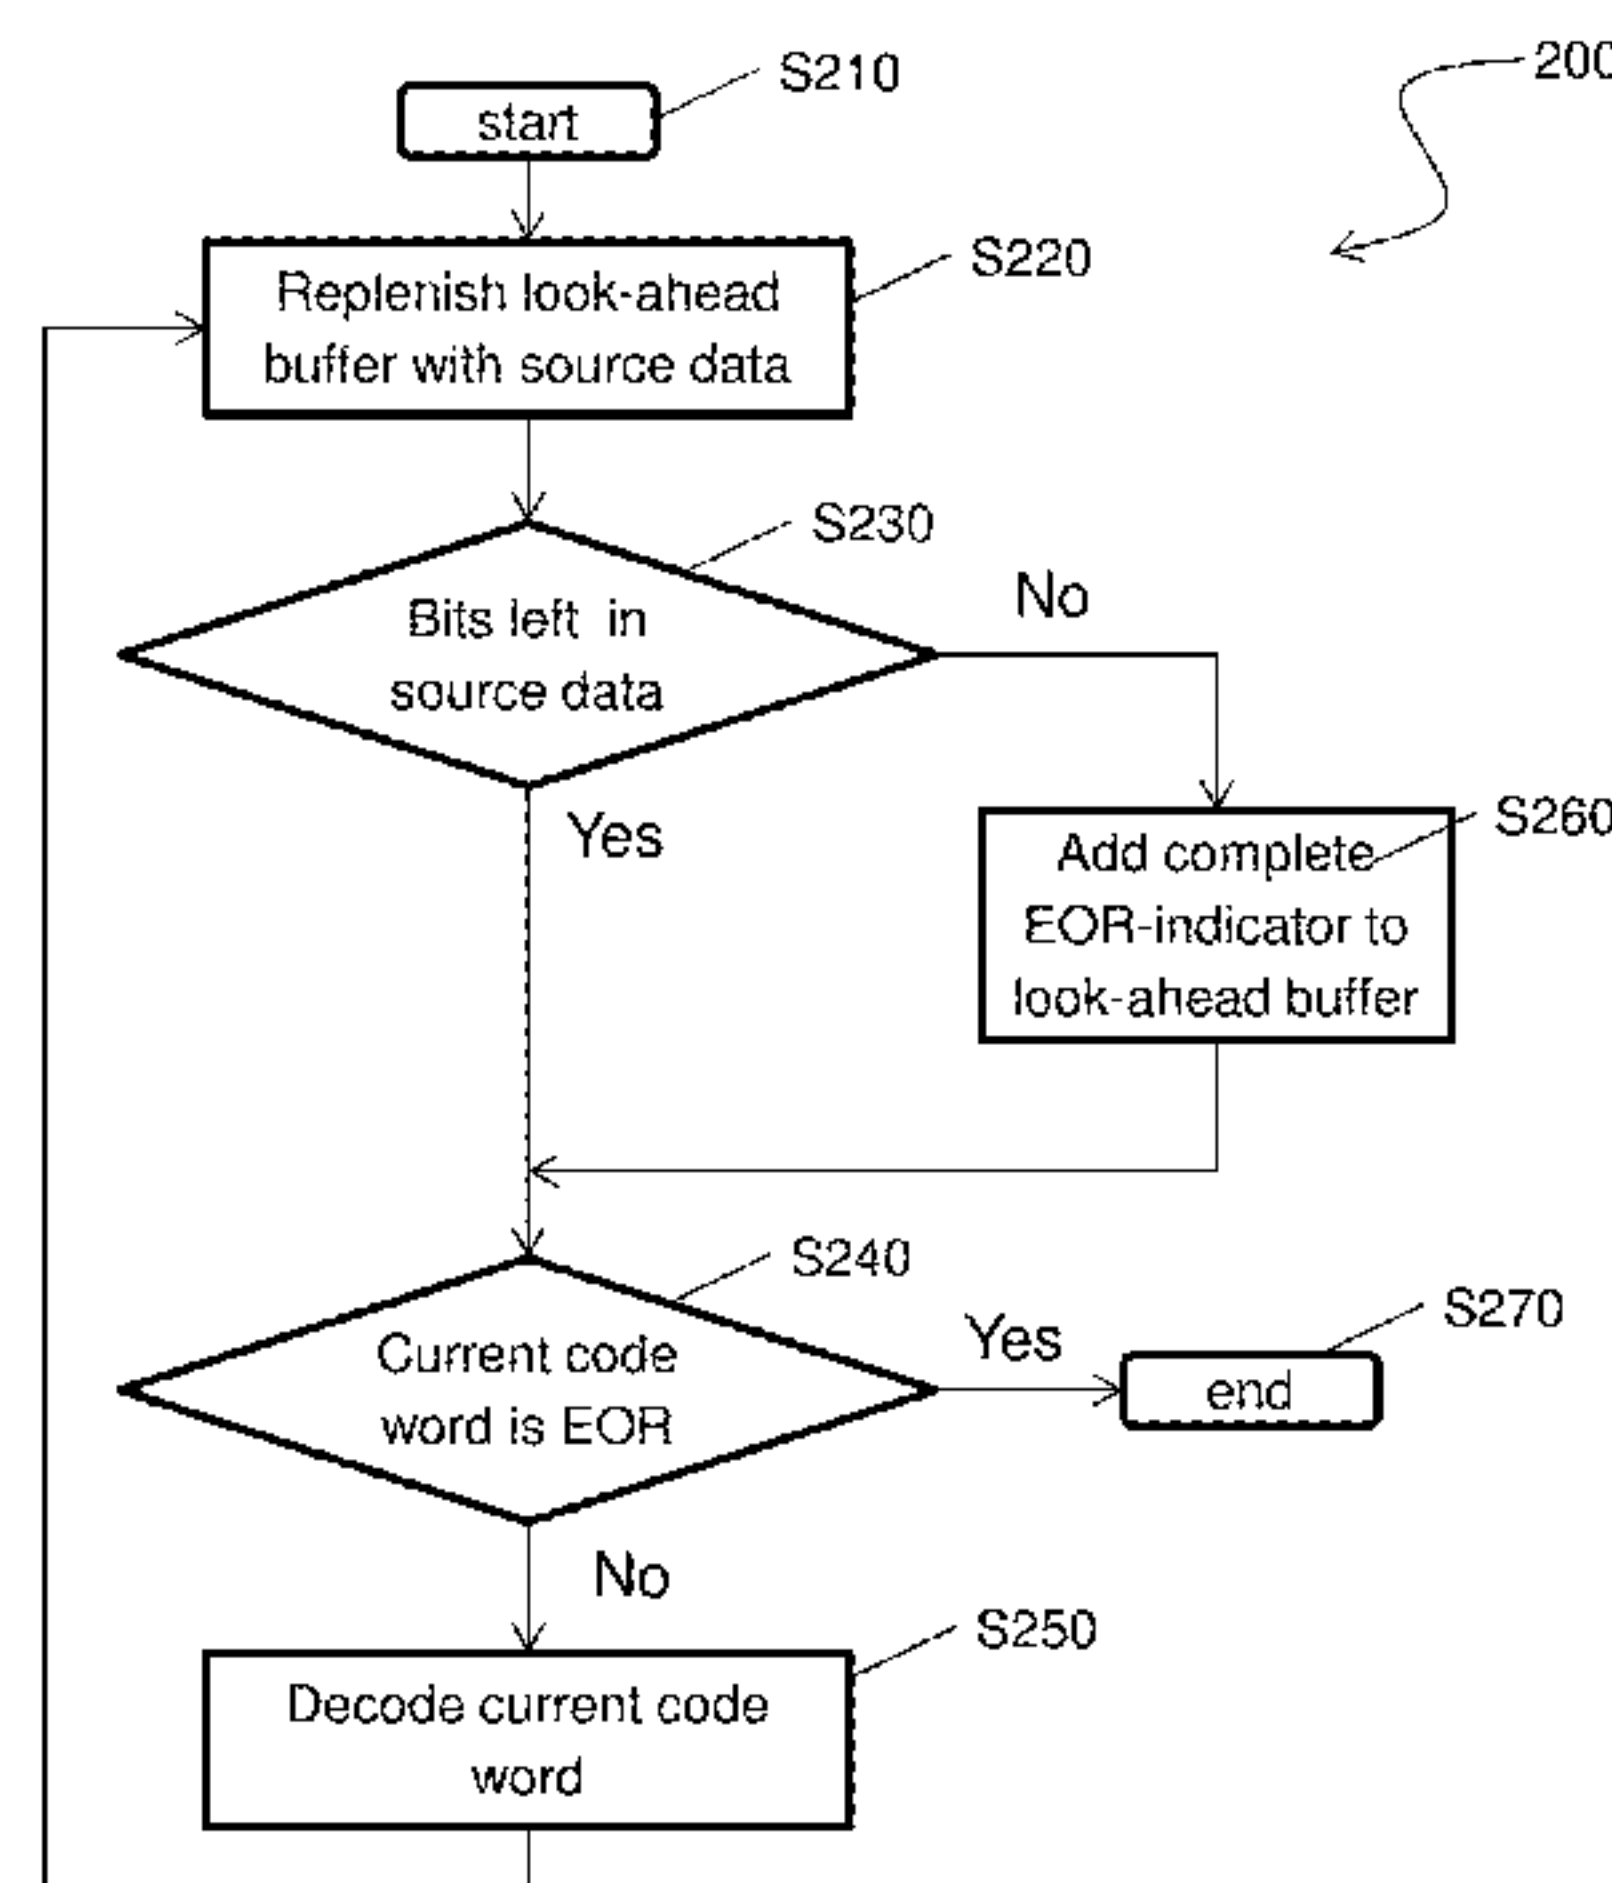 S210
200
start
S220
Replenish look-ahead
buffer with source data
S230
No
Bits left in
source data
Yes
S260
Add complete
EOR-indicator to
look-ahead buffer
S240
S270
Yes
Current code
word is EOR
end
No
S250
Decode current code
word